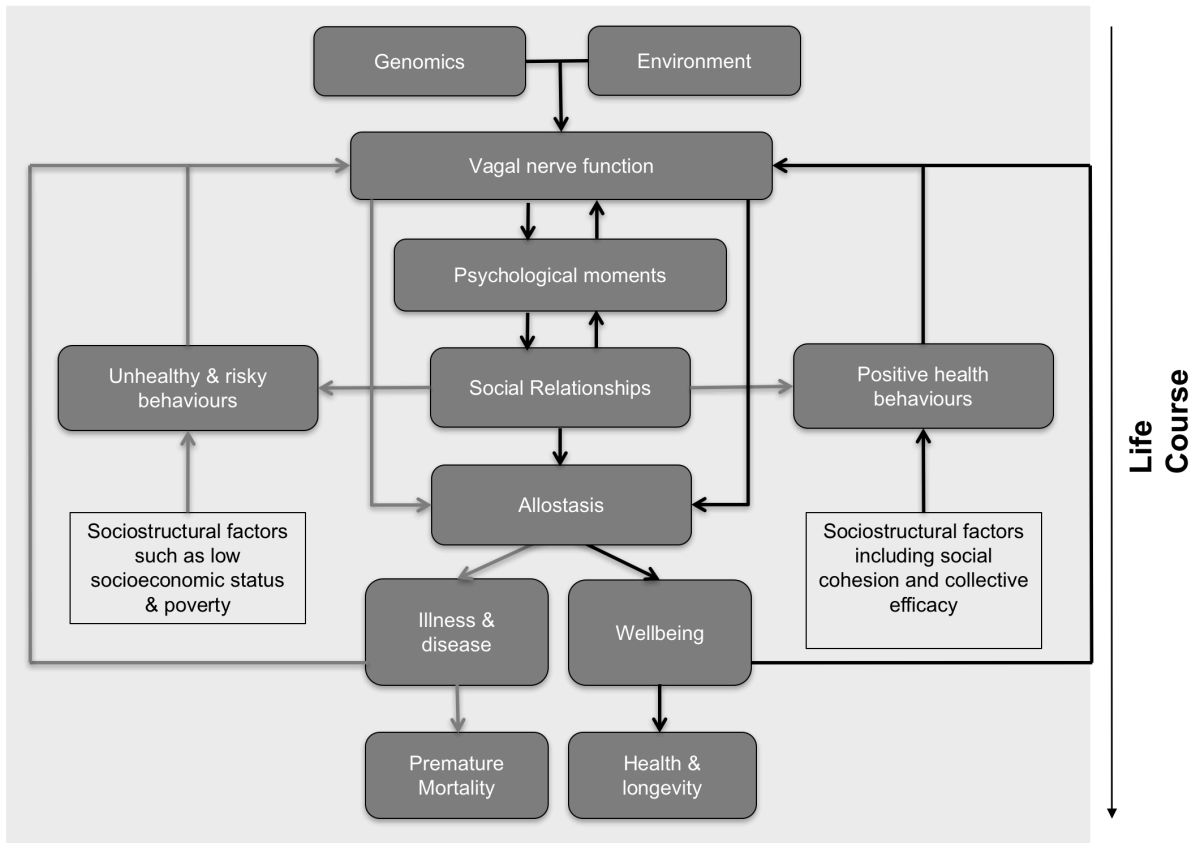 Genomics
Environment
Vagal nerve function
Psychological moments
Unhealthy & risky
behaviours
Social Relationships
Positive health
behaviours
Allostasis
Sociostructural factors
such as low
socioeconomic status
& poverty
Sociostructural factors
including social
cohesion and collective
efficacy
Illness &
disease
Wellbeing
Premature
Mortality
Health &
longevity
Life
Course